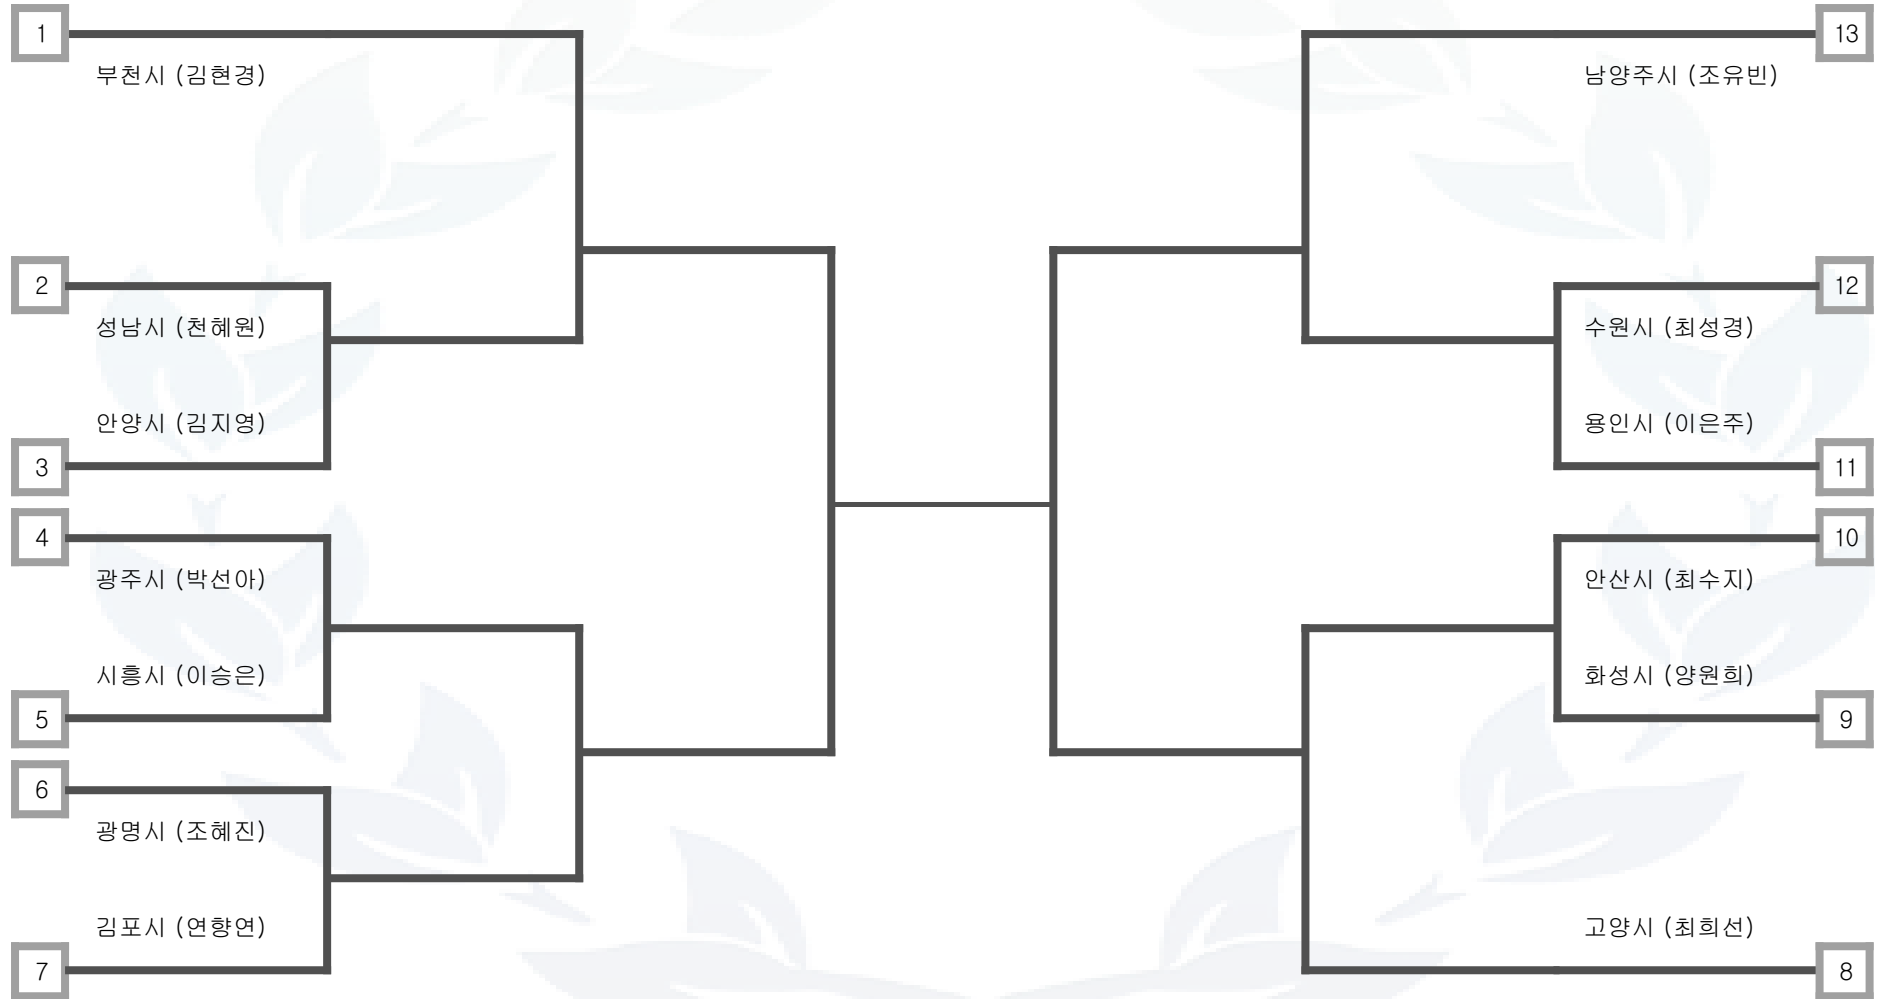 1
부천시 (김현경)
2
성남시 (천혜원)
안양시 (김지영)
3
4
광주시 (박선아)
시흥시 (이승은)
5
6
광명시 (조혜진)
김포시 (연향연)
7
13
남양주시 (조유빈)
12
수원시 (최성경)
용인시 (이은주)
11
10
안산시 (최수지)
화성시 (양원희)
9
고양시 (최희선)
8